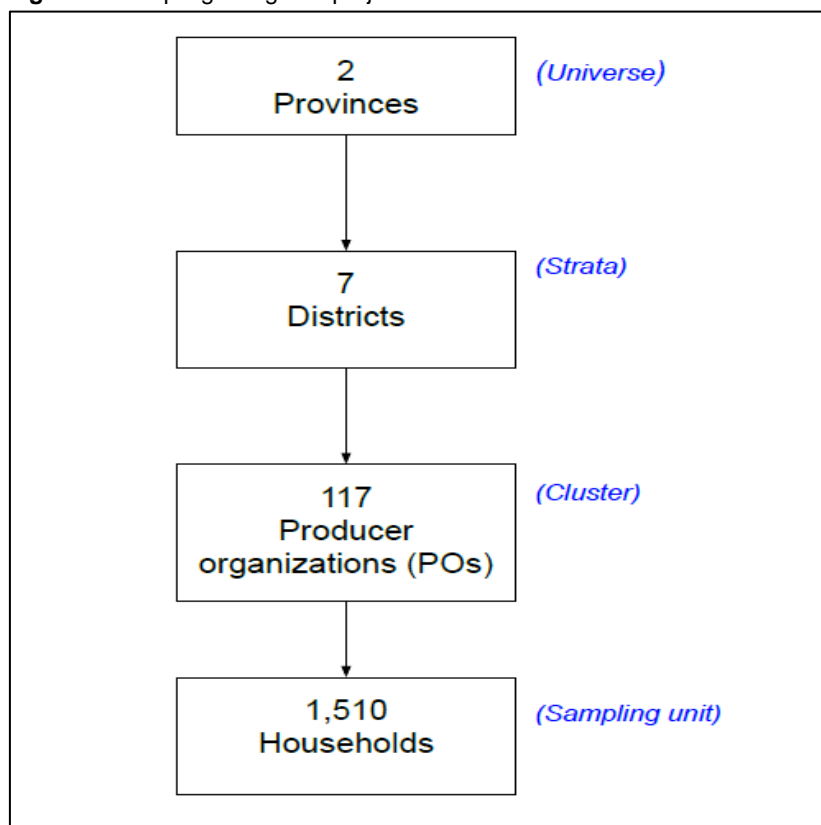 2
Provinces
(Universe)
7
Districts
(Strata)
117
Producer
organizations (POs)
(Cluster)
1,510
Households
(Sampling unit)